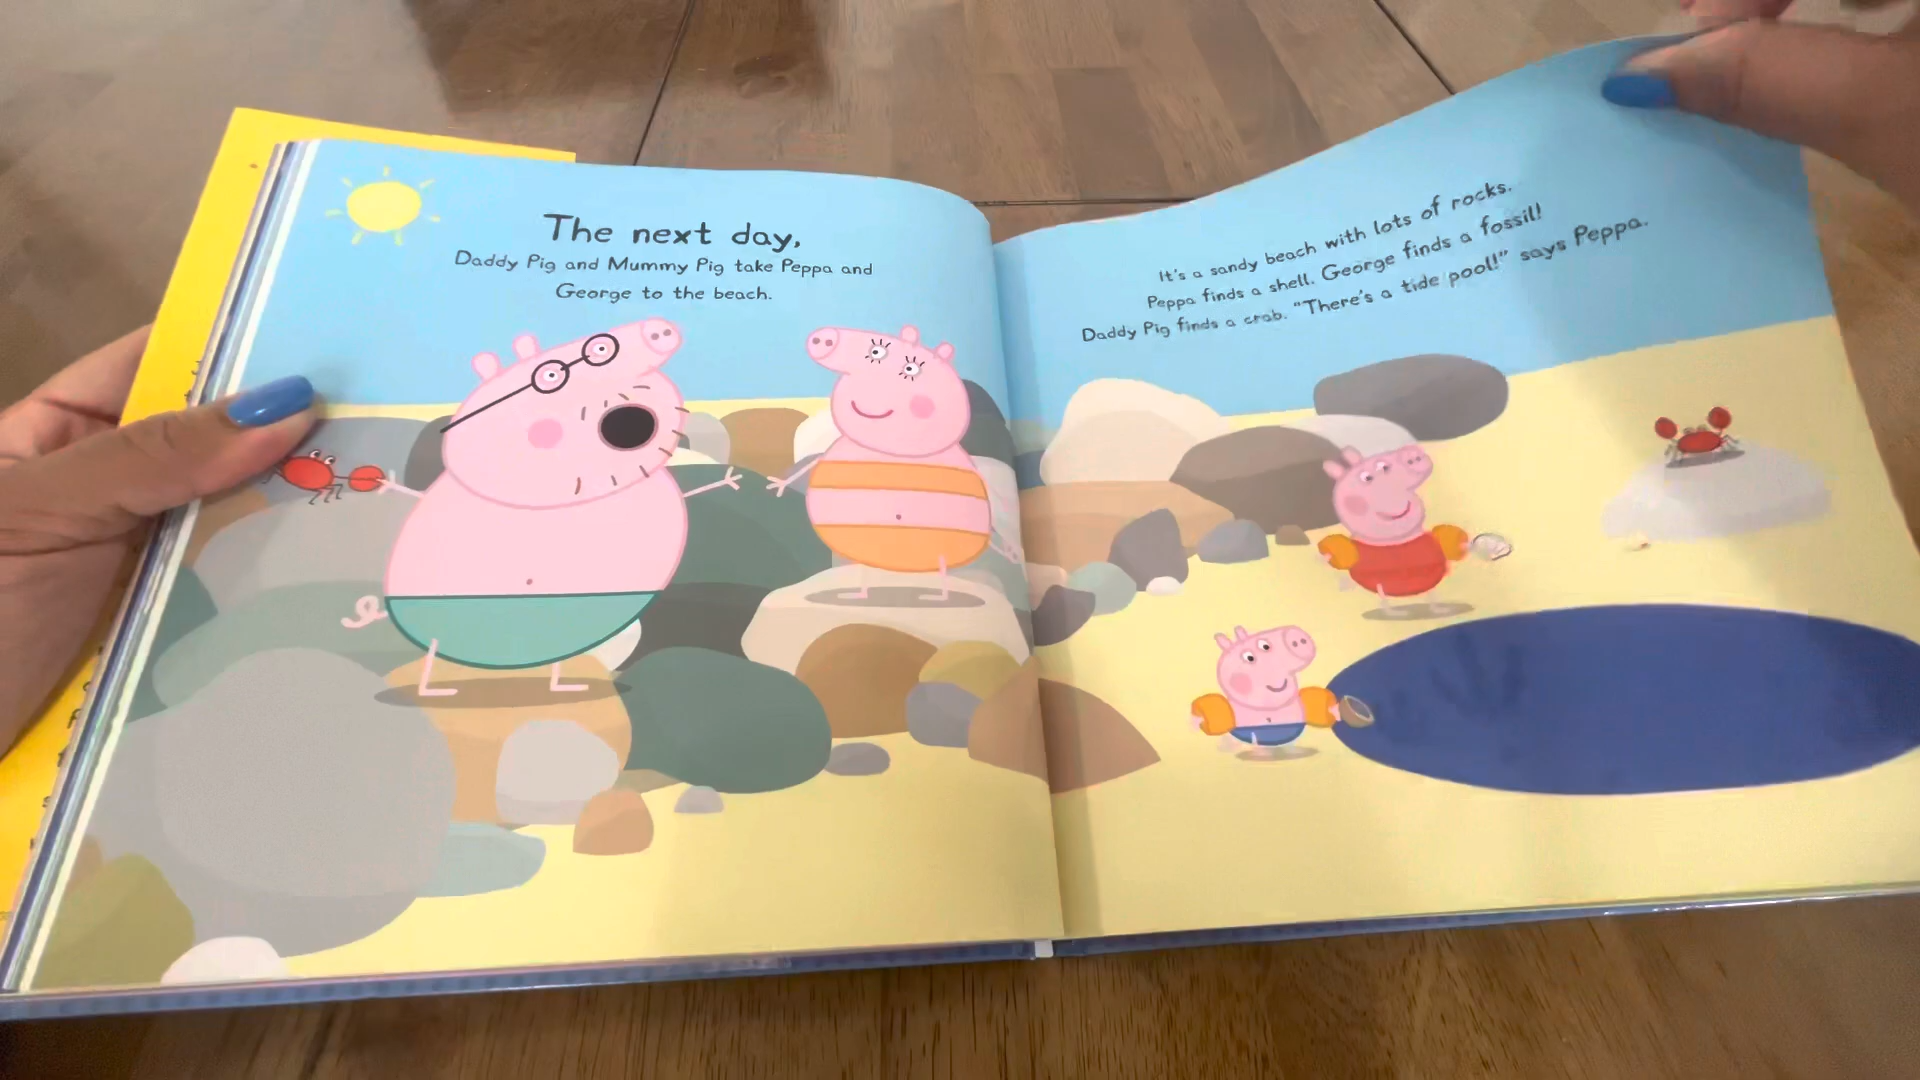 The next day,
Daddy Pig and Mummy Pig take Peppa and
George to the beach.
It's a sandy beach with lots of rocks.
Peppa finds a shell. George finds a fossil!
Daddy Pig finds a crab. "There's a tide pool!" says Peppa.